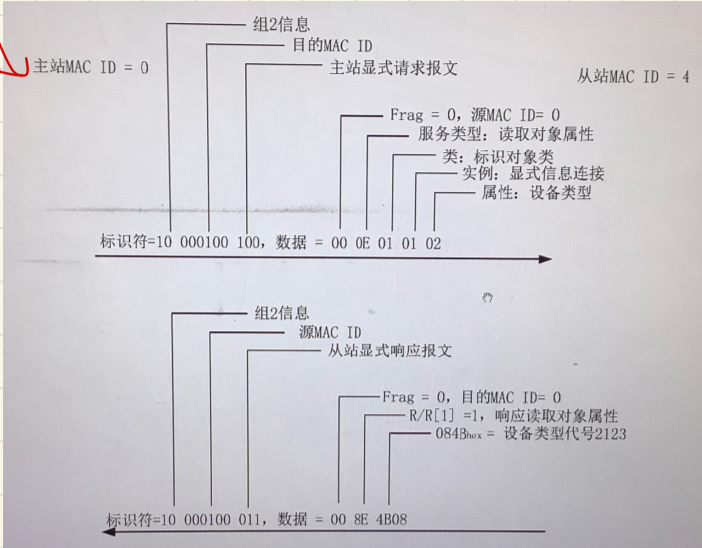 组2信息
目的MAC ID
主站MAC ID = 0
主站显式请求报文
从站MAC ID = 4
Frag = 0, 源MAC ID= 0
服务类型: 读取对象属性
类: 标识对象类
实例: 显式信息连接
属性: 设备类型
标识符=10 000100 100, 数据 = 00 0E 01 01 02
组2信息
源MAC ID
从站显式响应报文
Frag = 0, 目的MAC ID= 0
R/R[1] =1, 响应读取对象属性
084Bhex = 设备类型代号2123
标识符=10 000100 011, 数据 = 00 8E 4B08